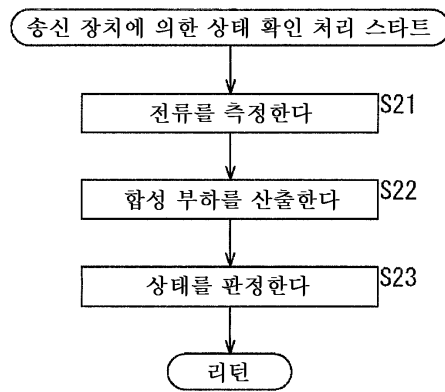 송신 장치에 의한 상태 확인 처리 스타트
전류를 측정한다 S21
합성 부하를 산출한다 S22
상태를 판정한다 S23
리턴